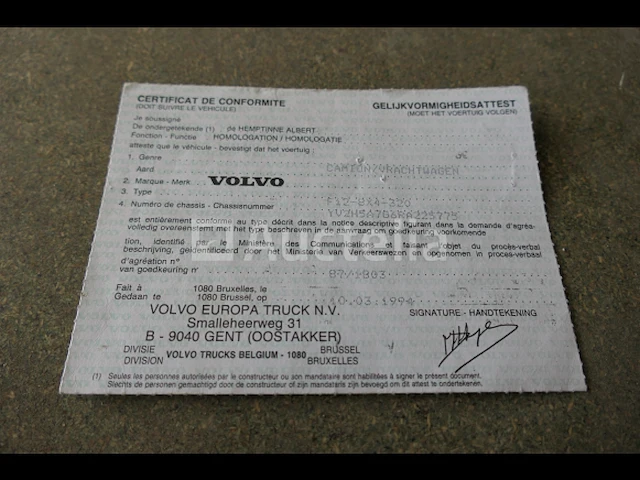 CERTIFICAT DE CONFORMITE
(DOIT SUIVRE LE VEHICULE)
GELIJKVORMIGHEIDSATTEST
(MOET HET VOERTUIG VOLGEN)
Je soussigné
De ondergetekende (1) de HEMPTINNE ALBERT
Fonction - Functie HOMOLOGATION / HOMOLOGATIE
atteste que le véhicule - bevestigt dat het voertuig :
1. Genre
Aard CAMION/VRACHTWAGEN
2. Marque - Merk VOLVO
3. Type F12-6X4-320
4. Numéro de chassis - Chassisnummer
est entièrement conforme au type décrit dans la notice descriptive figurant dans la demande d'agréa-
volledig overeenstemt met het type beschreven in de aanvraag om goedkeuring voorkomende
tion, identifié par le Ministère des Communications faisant l'objet du procès-verbal
beschrijving, geïdentificeerd door het Ministerie van Verkeerswezen en opgenomen in proces-verbaal
d'agréation n°
van goedkeuring nr
Fait à 1080 Bruxelles, le
Gedaan te 1080 Brussel, op 10.03.1994
VOLVO EUROPA TRUCK N.V.
Smalleheerweg 31
B - 9040 GENT (OOSTAKKER)
SIGNATURE - HANDTEKENING
DIVISIE VOLVO TRUCKS BELGIUM - 1080 BRUSSEL
DIVISION BRUXELLES
(1) Seules les personnes autorisées par le constructeur ou son mandataire sont habilitées à signer le présent document.
Slechts de personen gemachtigd door de constructeur of zijn mandataris zijn bevoegd om dit attest te ondertekenen.